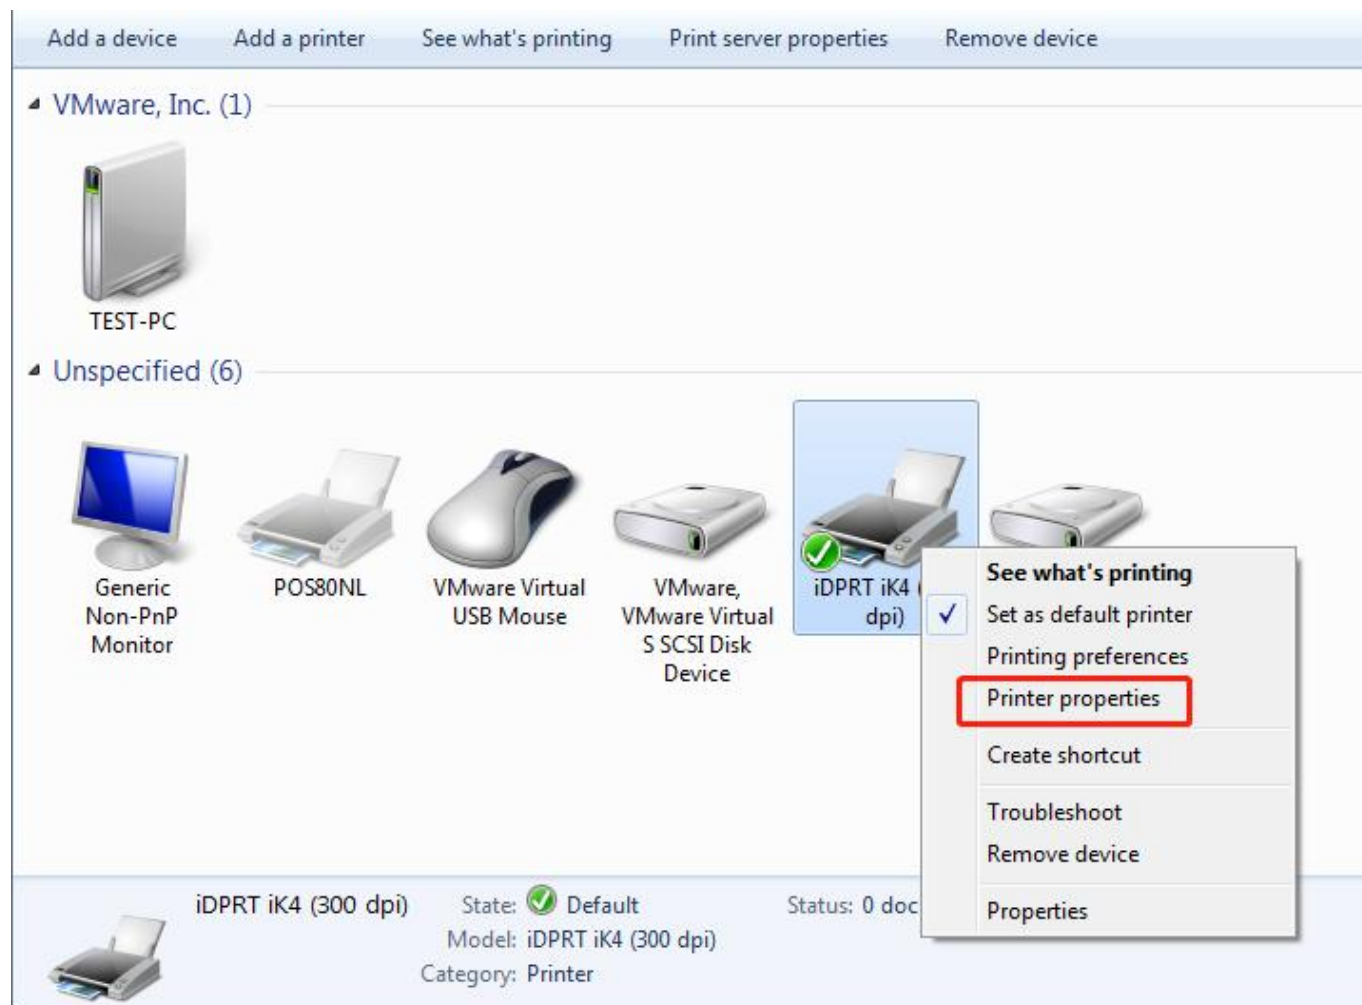 Add a device Add a printer See what's printing Print server properties Remove device
VMware, Inc. (1)
TEST-PC
Unspecified (6)
Generic
Non-PnP
Monitor
POS80NL
VMware Virtual
USB Mouse
VMware,
VMware Virtual
S SCSI Disk
Device
iDPRT iK4 (
dpi)
See what's printing
Set as default printer
Printing preferences
Printer properties
Create shortcut
Troubleshoot
Remove device
Properties
iDPRT iK4 (300 dpi) State: Default Status: 0 doc
Model: iDPRT iK4 (300 dpi)
Category: Printer